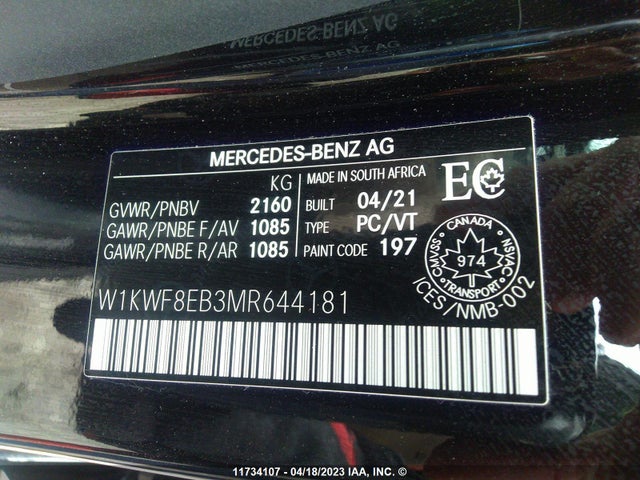 MERCEDES-BENZ AG
MERCEDES-BENZ AG
KG
GVWR/PNBV 2160
GAWR/PNBE F/AV 1085
GAWR/PNBE R/AR 1085
MADE IN SOUTH AFRICA
BUILT 04/21
TYPE PC/VT
PAINT CODE 197
EC
CANADA
CMVSS 974 NSVAC
TRANSPORT
ICES/NMB-002
W1KWF8EB3MR644181
11734107 - 04/18/2023 IAA, INC. ©